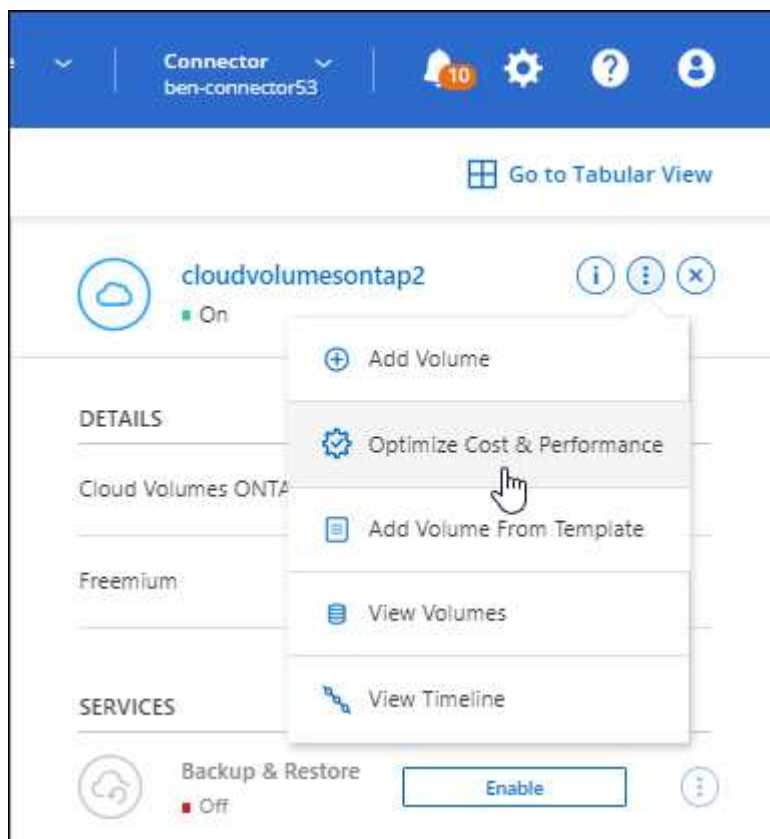 Connector
ben-connector53
10
Go to Tabular View
cloudvolumesontap2
On
Add Volume
DETAILS
Optimize Cost & Performance
Cloud Volumes ONTA
Add Volume From Template
Freemium
View Volumes
View Timeline
SERVICES
Backup & Restore
Enable
Off